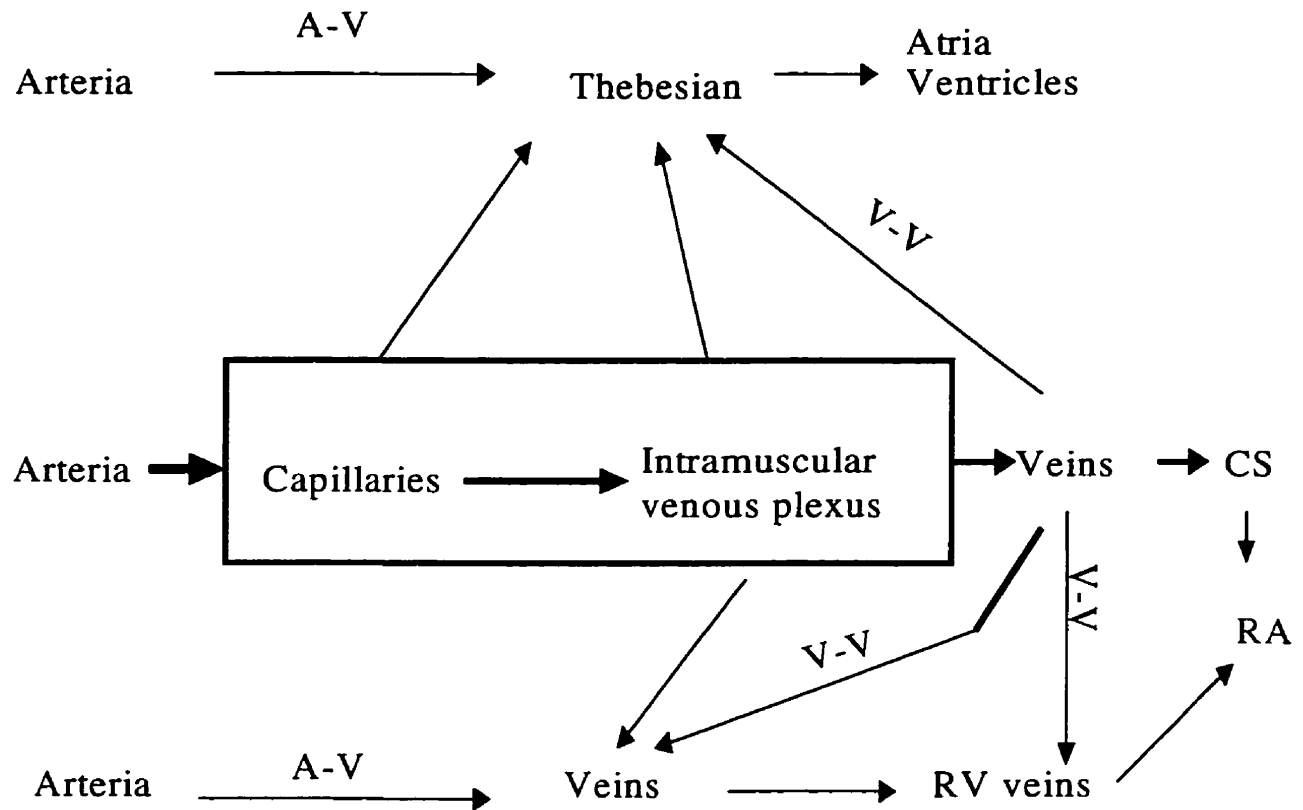 A-V
Arteria
Thebesian
Atria
Ventricles
V-V
Arteria
Capillaries
Intramuscular
venous plexus
Veins
CS
V-V
V-V
RA
Arteria
A-V
Veins
RV veins